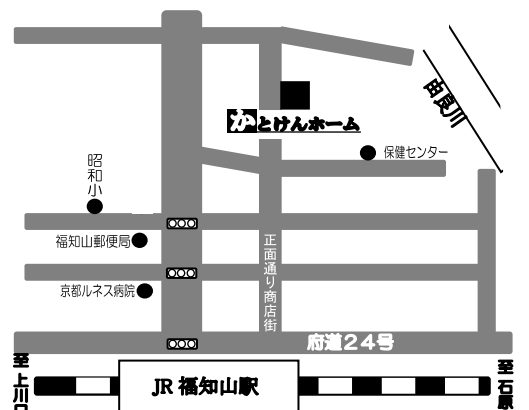 由良川
かとけんホーム
保健センター
昭和小
福知山郵便局
正面通り商店街
京都ルネス病院
府道24号
至上川口
至石原
JR 福知山駅